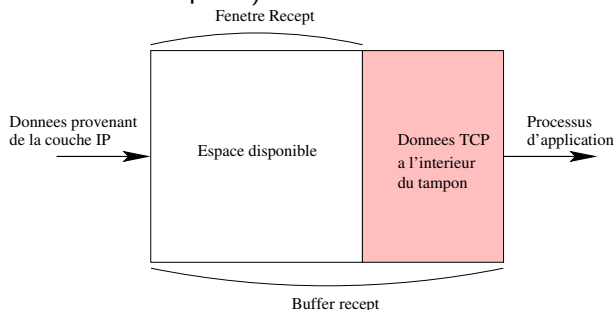 Fenetre Recept
Donnees provenant
de la couche IP
Espace disponible
Donnees TCP
a l'interieur
du tampon
Processus
d'application
Buffer recept